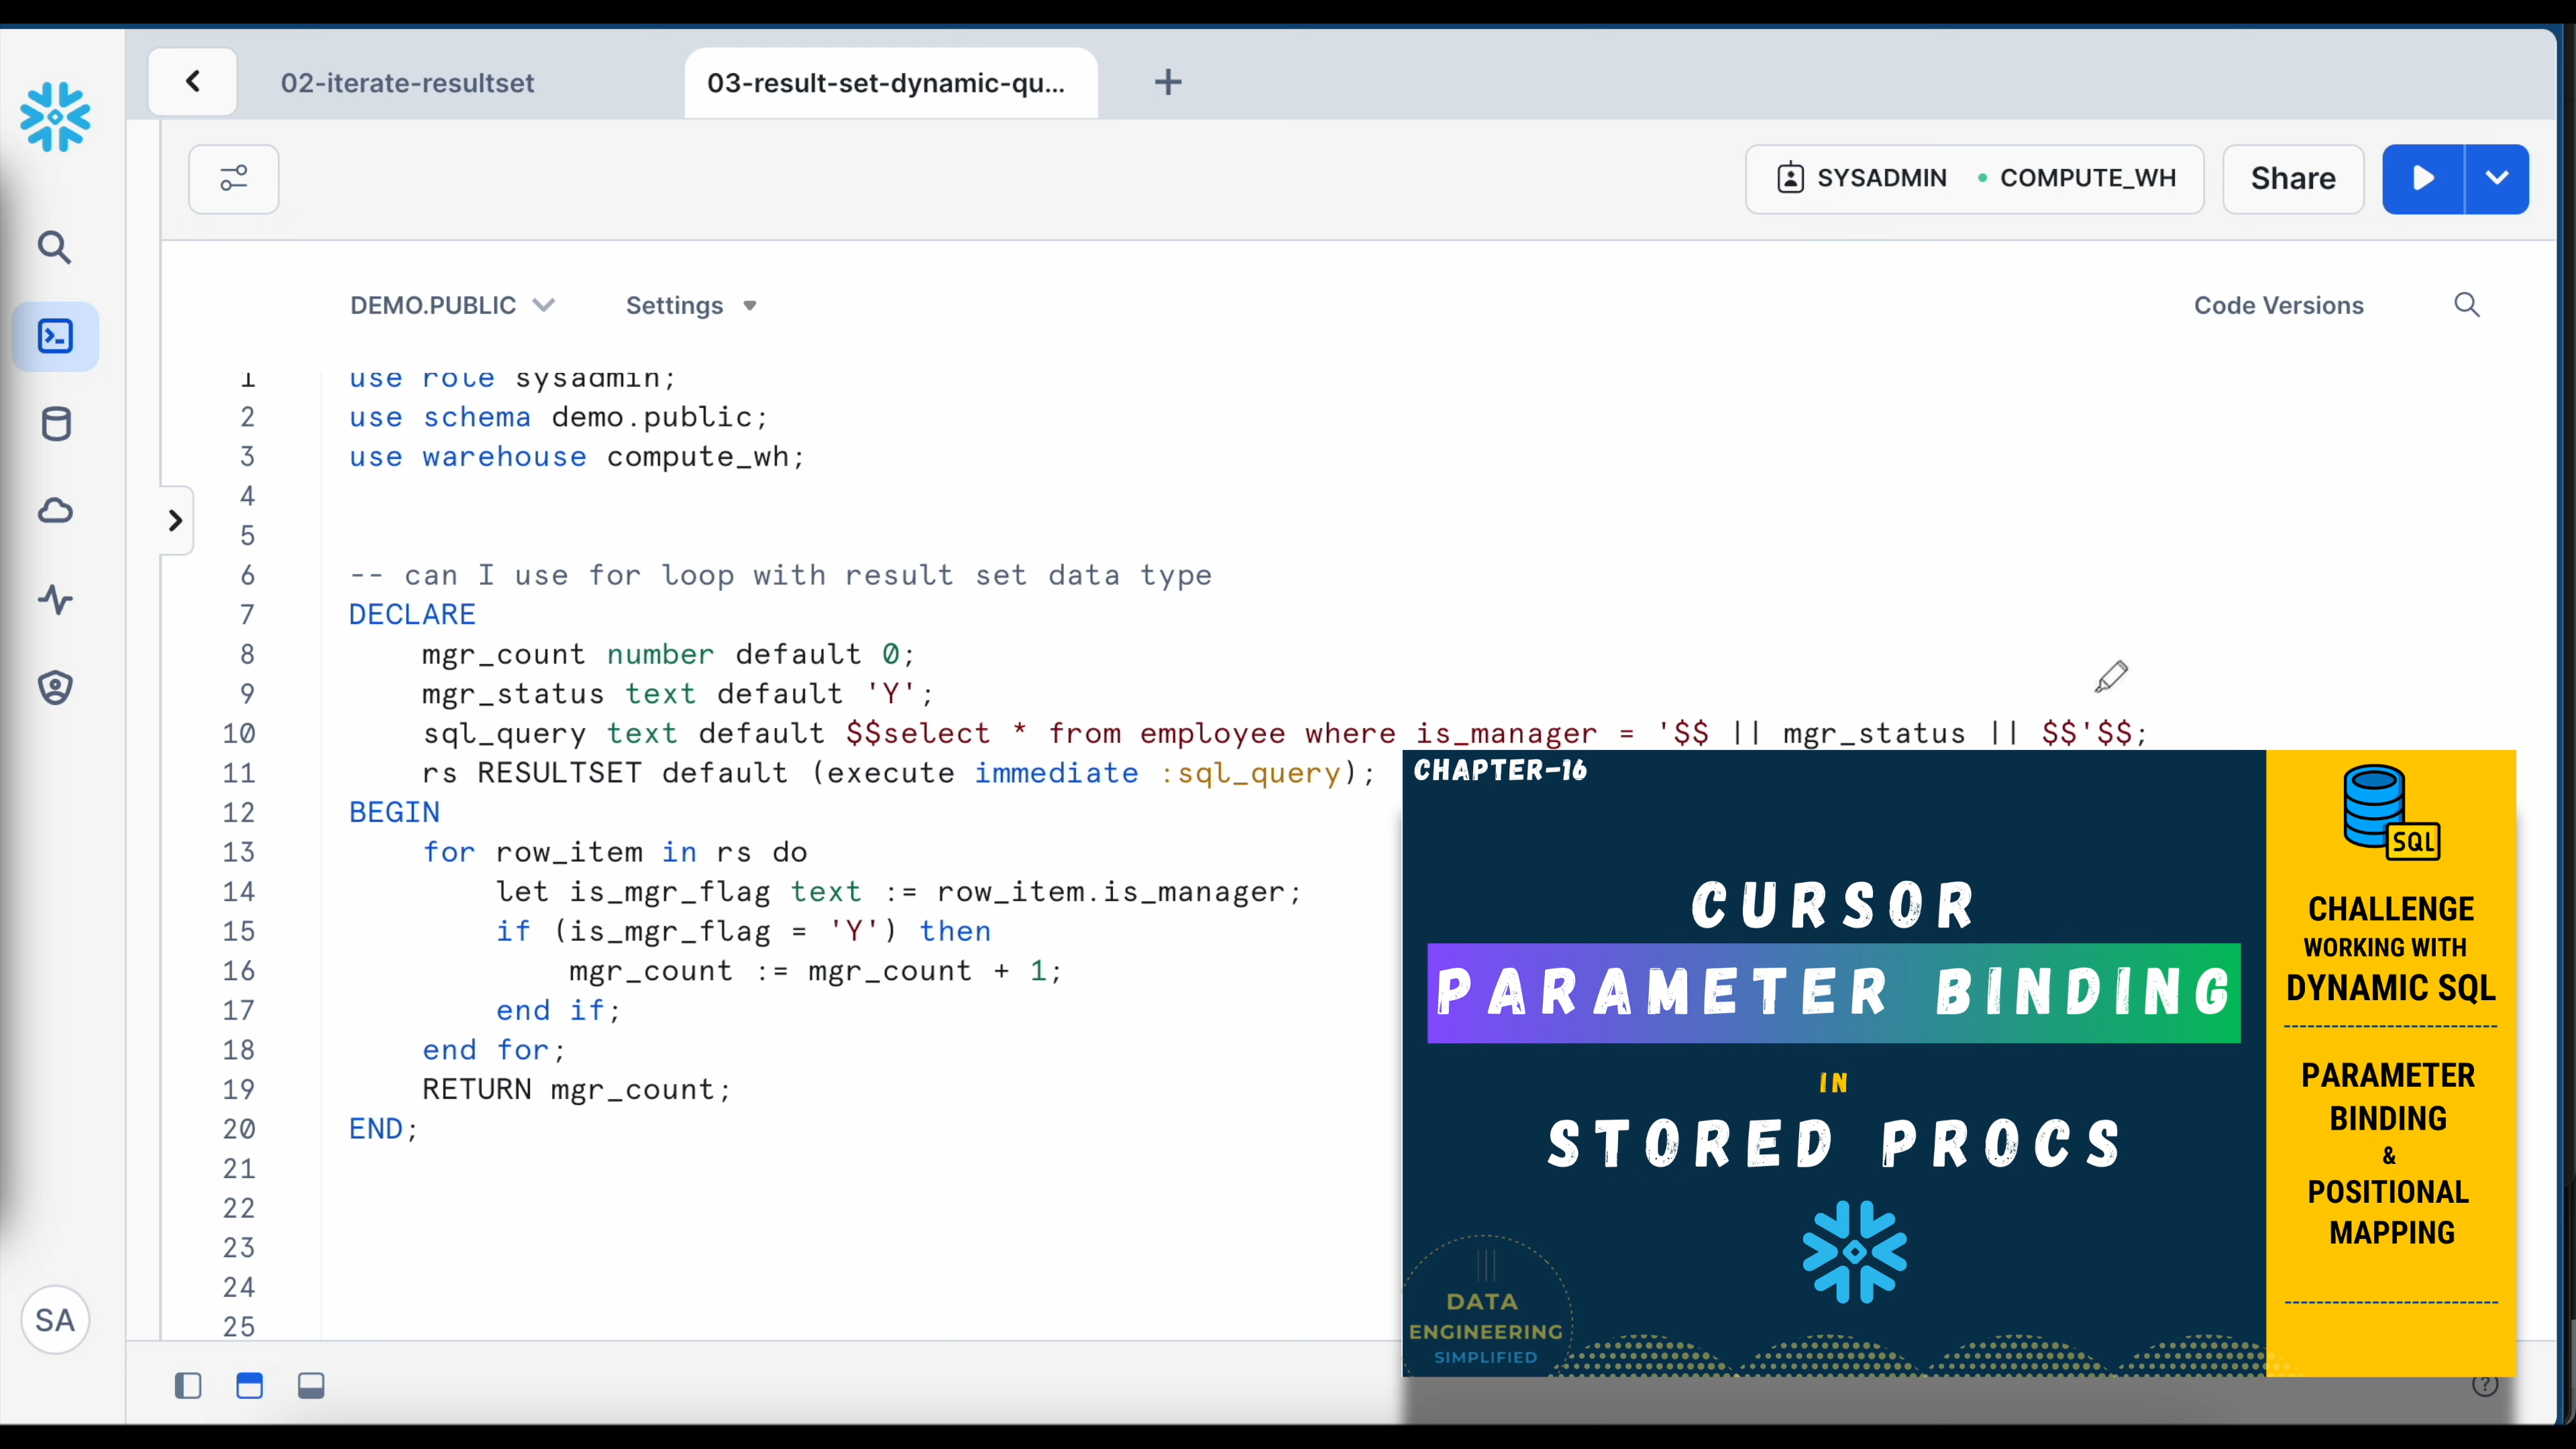 02-iterate-resultset
03-result-set-dynamic-qu...
SYSADMIN
COMPUTE_WH
Share
DEMO.PUBLIC
Settings
Code Versions
1 use role sysadmin;
2 use schema demo.public;
3 use warehouse compute_wh;
4
5
6 -- can I use for loop with result set data type
7 DECLARE
8 mgr_count number default 0;
9 mgr_status text default 'Y';
10 sql_query text default $$select * from employee where is_manager = '$$ || mgr_status || $$'$$;
11 rs RESULTSET default (execute immediate :sql_query);
12 BEGIN
13 for row_item in rs do
14 let is_mgr_flag text := row_item.is_manager;
15 if (is_mgr_flag = 'Y') then
16 mgr_count := mgr_count + 1;
17 end if;
18 end for;
19 RETURN mgr_count;
20 END;
21
22
23
24
25
SA
CHAPTER-16
CURSOR
PARAMETER BINDING
IN
STORED PROCS
DATA
ENGINEERING
SIMPLIFIED
SQL
CHALLENGE
WORKING WITH
DYNAMIC SQL
PARAMETER
BINDING
&
POSITIONAL
MAPPING